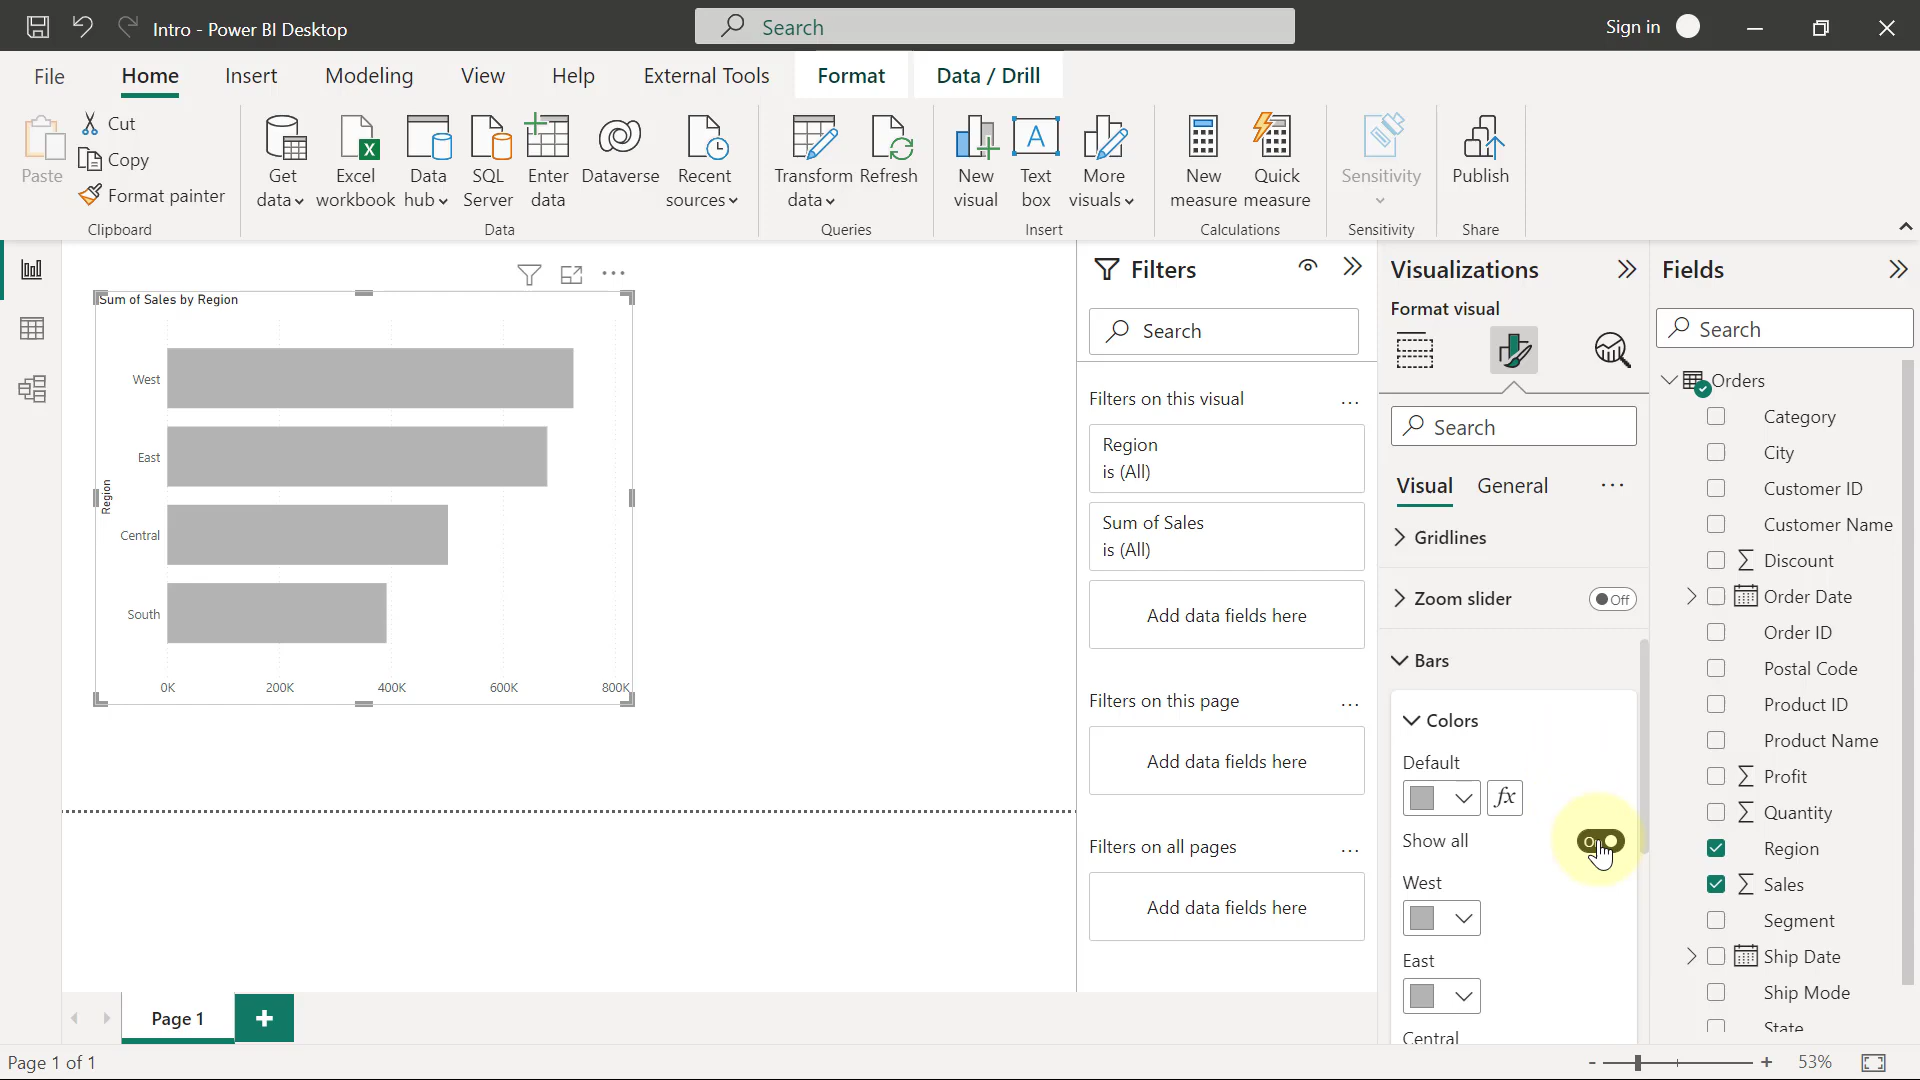 Intro - Power BI Desktop
Search
Sign in
File
Home
Insert
Modeling
View
Help
External Tools
Format
Data / Drill
Paste
Cut
Copy
Format painter
Clipboard
Get data
Excel workbook
Data hub
SQL Server
Enter data
Dataverse
Recent sources
Data
Transform data
Refresh
Queries
New visual
A
Text box
More visuals
Insert
New measure
Quick measure
Calculations
Sensitivity
Sensitivity
Publish
Share
Sum of Sales by Region
Region
West
East
Central
South
0K
200K
400K
600K
800K
Filters
Search
Filters on this visual
...
Region
is (All)
Sum of Sales
is (All)
Add data fields here
Filters on this page
...
Add data fields here
Filters on all pages
...
Add data fields here
Visualizations
Format visual
Search
Visual
General
...
Gridlines
Zoom slider
Off
Bars
Colors
Default
fx
Show all
West
East
Central
Fields
Search
Orders
Category
City
Customer ID
Customer Name
∑ Discount
Order Date
Order ID
Postal Code
Product ID
Product Name
∑ Profit
∑ Quantity
Region
∑ Sales
Segment
Ship Date
Ship Mode
State
Page 1
+
Page 1 of 1
-
+
53%